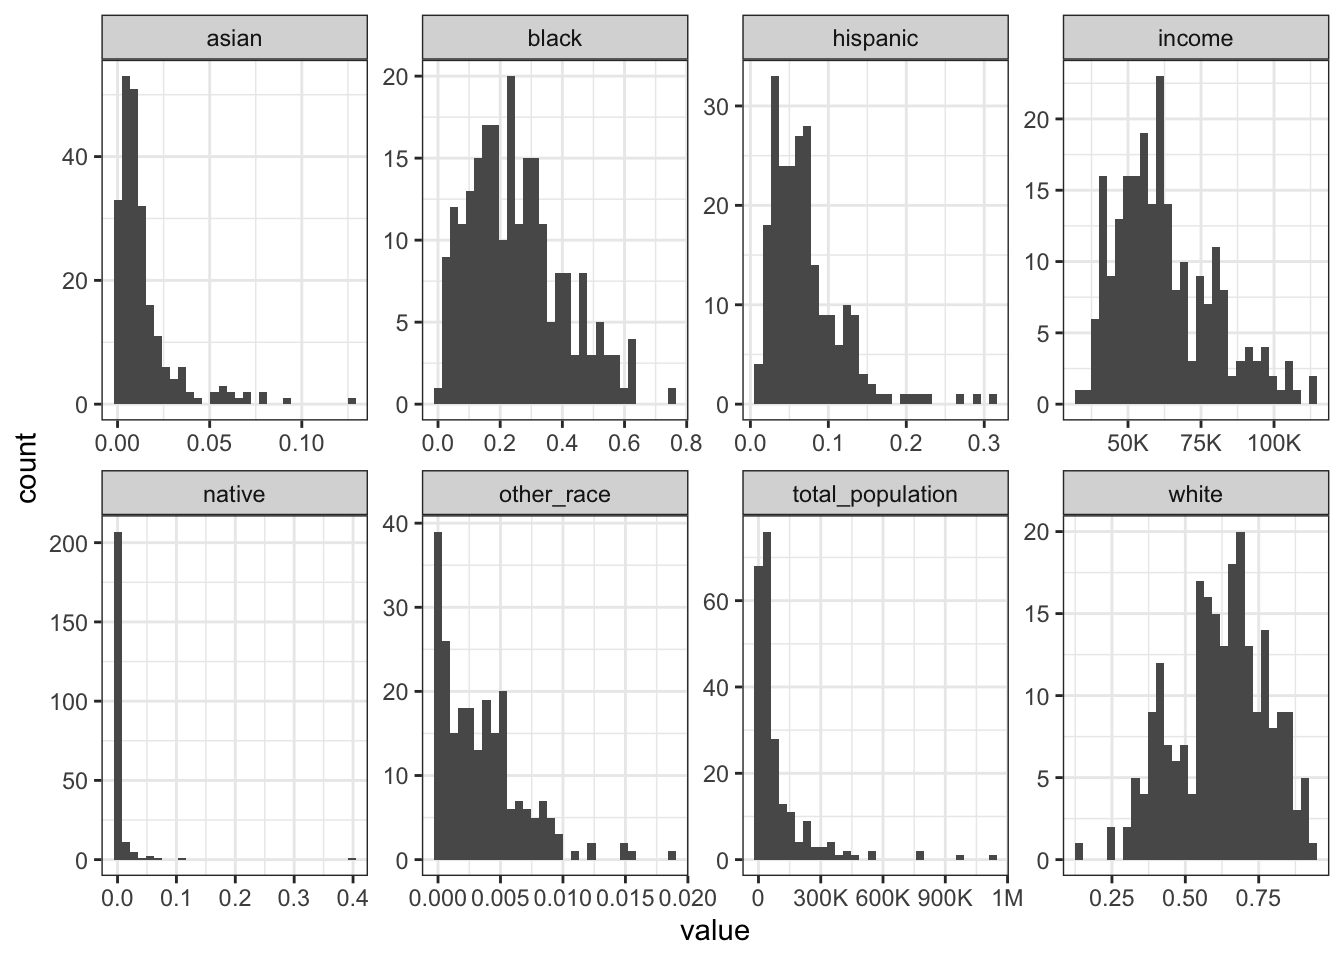 asian black hispanic income
20
40 30 20
15
20
15
10 20
20 10
5 10
5
0 0 0 0
0.00 0.05 0.10 0.0 0.2 0.4 0.6 0.8 0.0 0.1 0.2 0.3 50K 75K 100K
native other_race total_population white
40 20
200
30 60 15
150
20 40 10
100
50 10 20 5
0 0 0 0
0.0 0.1 0.2 0.3 0.4 0.000 0.005 0.010 0.015 0.020 0 300K 600K 900K 1M 0.25 0.50 0.75
count
value